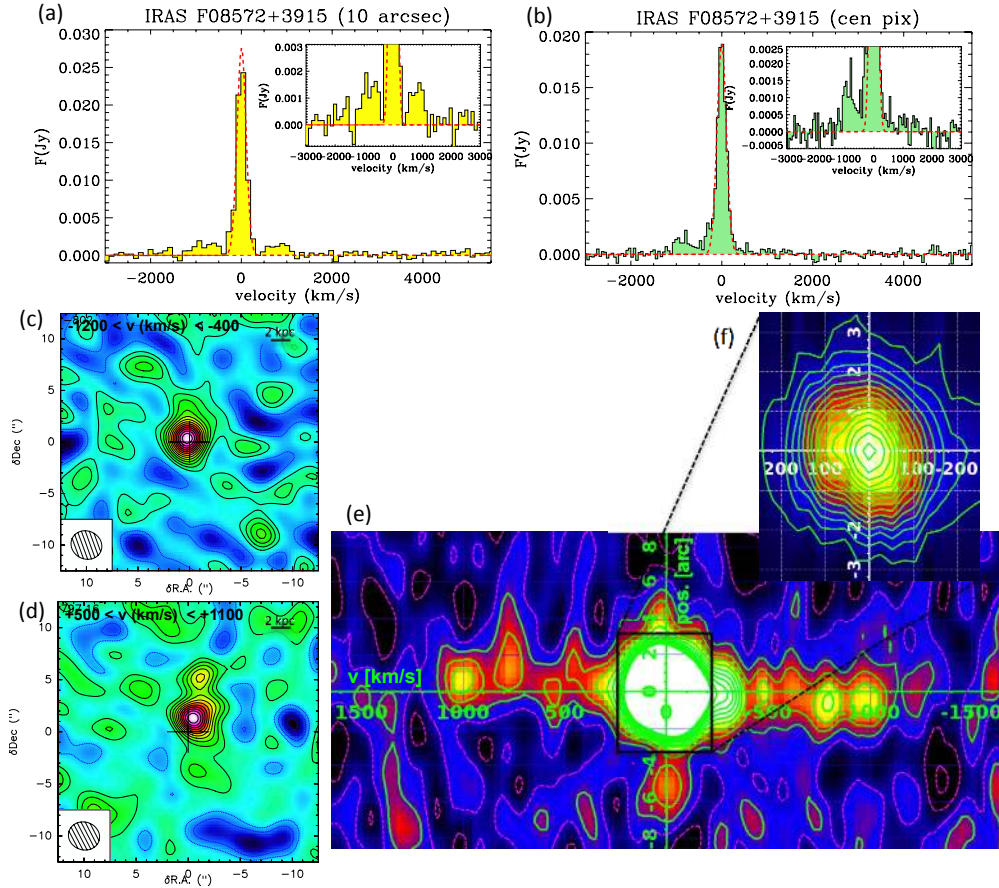 (a)
IRAS F08572+3915 (10 arcsec)
0.030
0.025
0.020
0.015
0.010
0.005
0.000
F(Jy)
-2000
0
2000
4000
velocity (km/s)
0.003
0.002
0.001
0.000
F(Jy)
-3000 -2000 -1000 0 1000 2000 3000
velocity (km/s)
(b)
IRAS F08572+3915 (cen pix)
0.020
0.015
0.010
0.005
0.000
F(Jy)
-2000
0
2000
4000
velocity (km/s)
0.0025
0.0020
0.0015
0.0010
0.0005
0.0000
-0.0005
F(Jy)
-3000 -2000 -1000 0 1000 2000 3000
velocity (km/s)
(c)
-1200 < v (km/s) < -400
2 kpc
10
5
0
-5
-10
δDec ('')
10 5 0 -5 -10
δR.A. ('')
(d)
+500 < v (km/s) < +1100
2 kpc
10
5
0
-5
-10
δDec ('')
10 5 0 -5 -10
δR.A. ('')
(e)
v [km/s]
pos. [arc]
8
6
4
2
0
-4
-6
-8
1500 1000 500 0 -1500
(f)
3
2
-2
-3
200 100 -100 -200